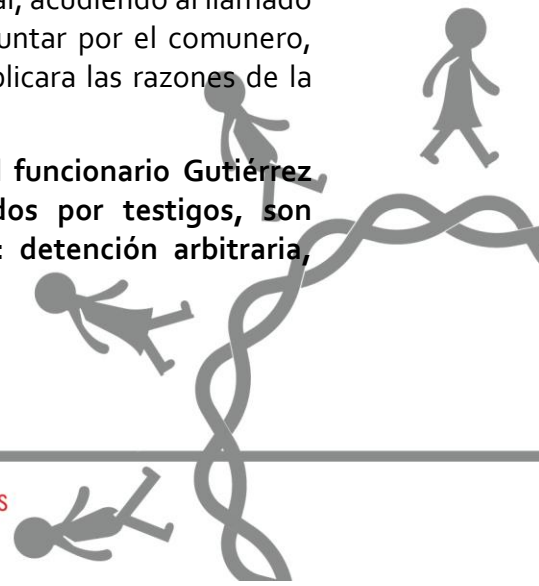 al, acudiendo al llamado
untar por el comunero,
plicara las razones de la
funcionario Gutiérrez
dos por testigos, son
: detención arbitraria,
s